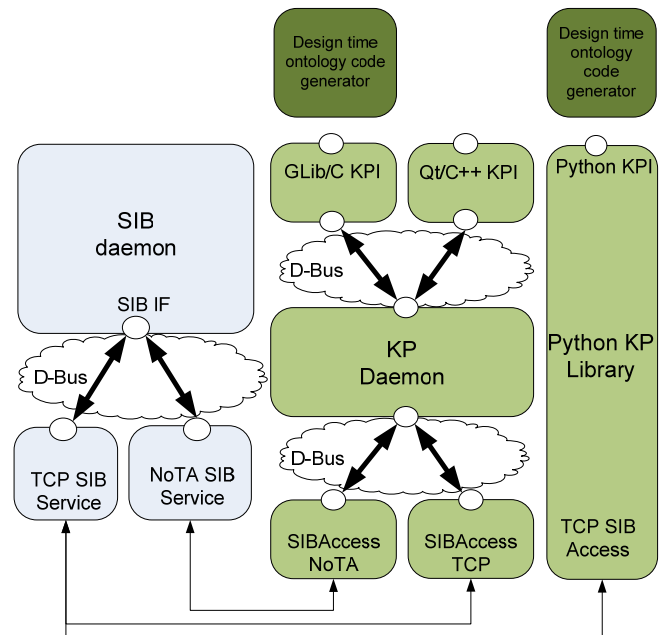 Design time
ontology code
generator
Design time
ontology
code
generator
GLib/C KPI
Qt/C++ KPI
Python KPI
SIB
daemon
SIB IF
D-Bus
D-Bus
KP
Daemon
Python KP
Library
D-Bus
TCP SIB
Service
NoTA SIB
Service
SIBAccess
NoTA
SIBAccess
TCP
TCP SIB
Access